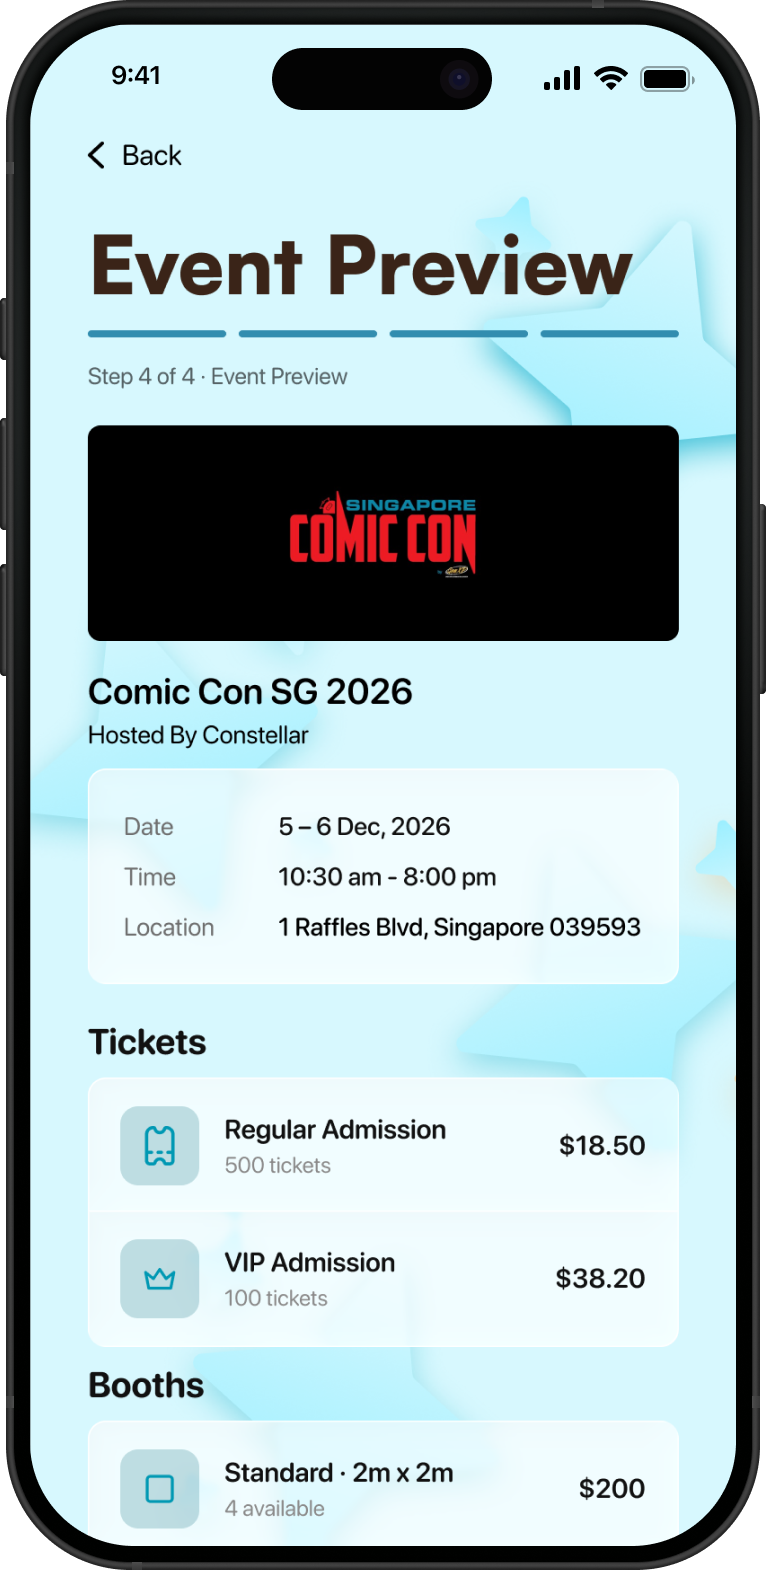 9:41
Back
Event Preview
Step 4 of 4 · Event Preview
SINGAPORE
COMIC CON
Comic Con SG 2026
Hosted By Constellar
Date 5 – 6 Dec, 2026
Time 10:30 am - 8:00 pm
Location 1 Raffles Blvd, Singapore 039593
Tickets
Regular Admission $18.50
500 tickets
VIP Admission $38.20
100 tickets
Booths
Standard · 2m x 2m $200
4 available